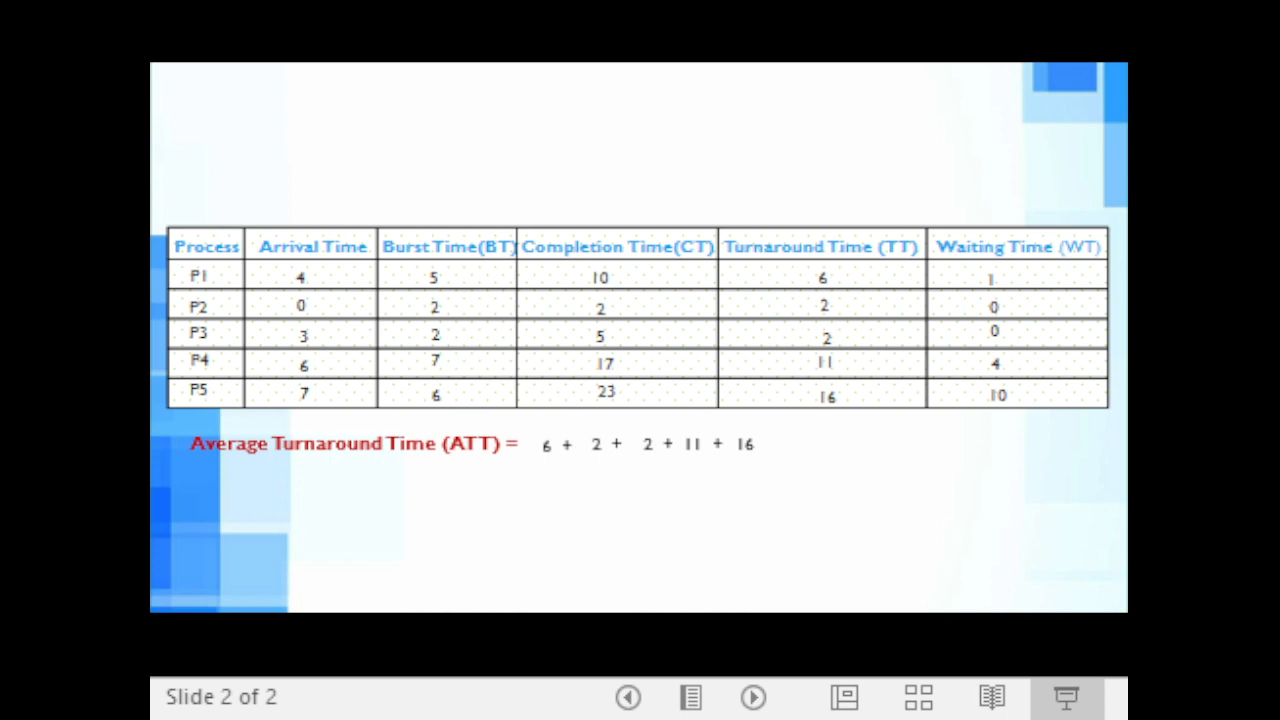 Process Arrival Time Burst Time(BT) Completion Time(CT) Turnaround Time (TT) Waiting Time (WT)
P1 4 5 10 6 1
P2 0 2 2 2 0
P3 3 2 5 2 0
P4 6 7 17 11 4
P5 7 6 23 16 10
Average Turnaround Time (ATT) = 6 + 2 + 2 + 11 + 16
Slide 2 of 2